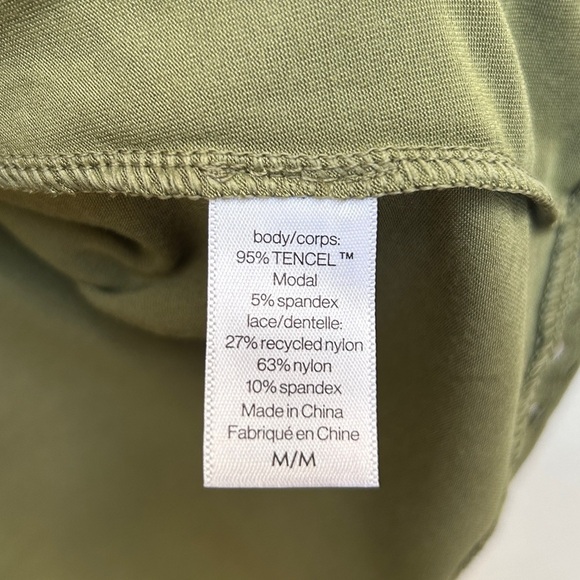 body/corps:
95% TENCEL™
Modal
5% spandex
lace/dentelle:
27% recycled nylon
63% nylon
10% spandex
Made in China
Fabriqué en Chine
M/M